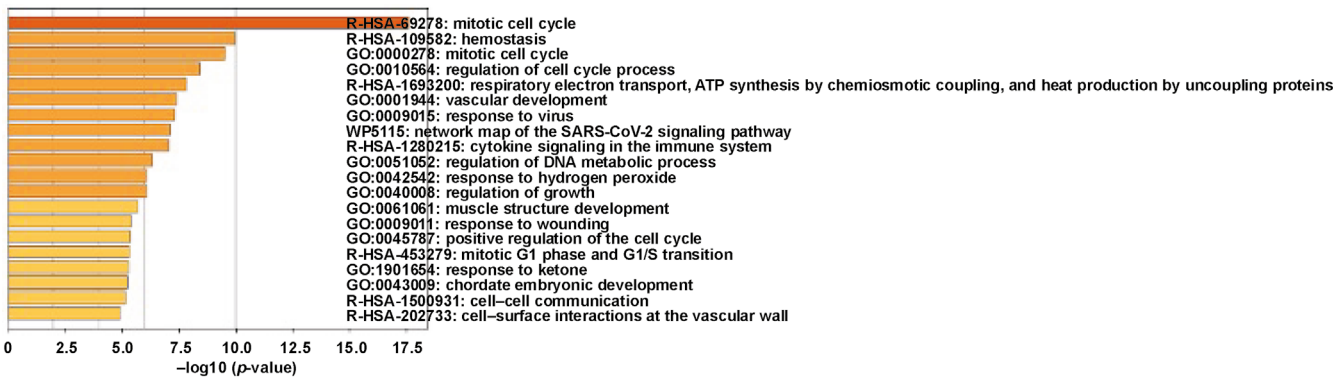 R-HSA-69278: mitotic cell cycle
R-HSA-109582: hemostasis
GO:0000278: mitotic cell cycle
GO:0010564: regulation of cell cycle process
R-HSA-1693200: respiratory electron transport, ATP synthesis by chemiosmotic coupling, and heat production by uncoupling proteins
GO:0001944: vascular development
GO:0009015: response to virus
WP5115: network map of the SARS-CoV-2 signaling pathway
R-HSA-1280215: cytokine signaling in the immune system
GO:0051052: regulation of DNA metabolic process
GO:0042542: response to hydrogen peroxide
GO:0040008: regulation of growth
GO:0061061: muscle structure development
GO:0009011: response to wounding
GO:0045787: positive regulation of the cell cycle
R-HSA-453279: mitotic G1 phase and G1/S transition
GO:1901654: response to ketone
GO:0043009: chordate embryonic development
R-HSA-1500931: cell–cell communication
R-HSA-202733: cell–surface interactions at the vascular wall
0 2.5 5.0 7.5 10.0 12.5 15.0 17.5
–log10 (p-value)